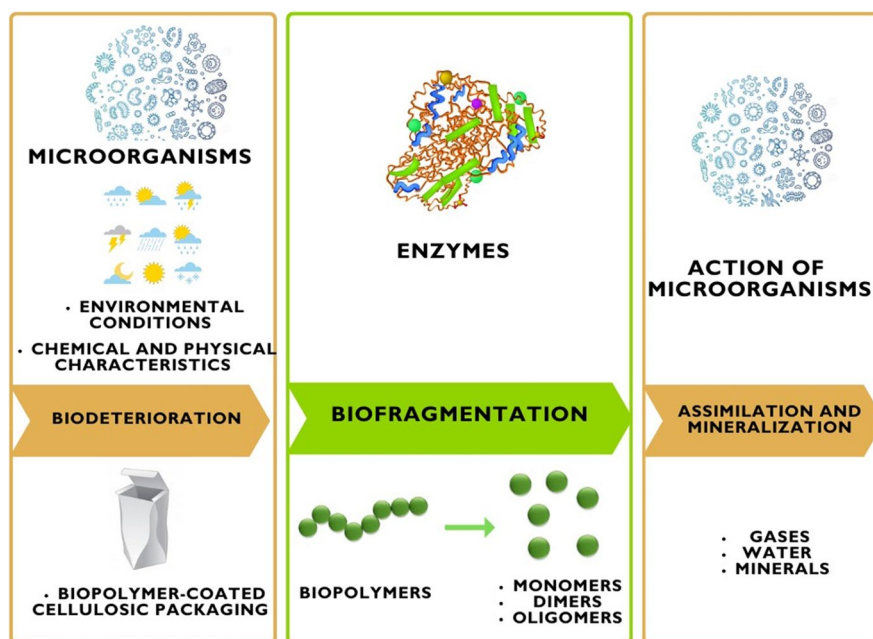 MICROORGANISMS
• ENVIRONMENTAL
CONDITIONS
• CHEMICAL AND PHYSICAL
CHARACTERISTICS
BIODETERIORATION
• BIOPOLYMER-COATED
CELLULOSIC PACKAGING
ENZYMES
BIOFRAGMENTATION
BIOPOLYMERS
• MONOMERS
• DIMERS
• OLIGOMERS
ACTION OF
MICROORGANISMS
ASSIMILATION AND
MINERALIZATION
• GASES
• WATER
• MINERALS